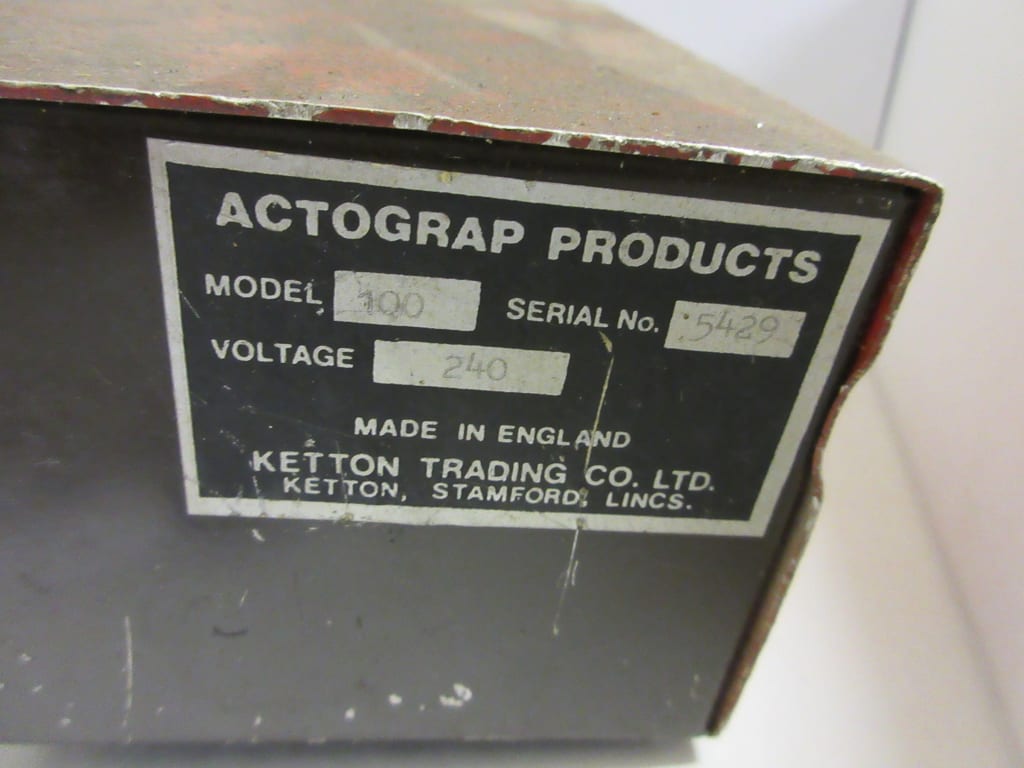 ACTOGRAP PRODUCTS
MODEL 100 SERIAL No. 5429
VOLTAGE 240
MADE IN ENGLAND
KETTON TRADING CO. LTD.
KETTON, STAMFORD, LINCS.